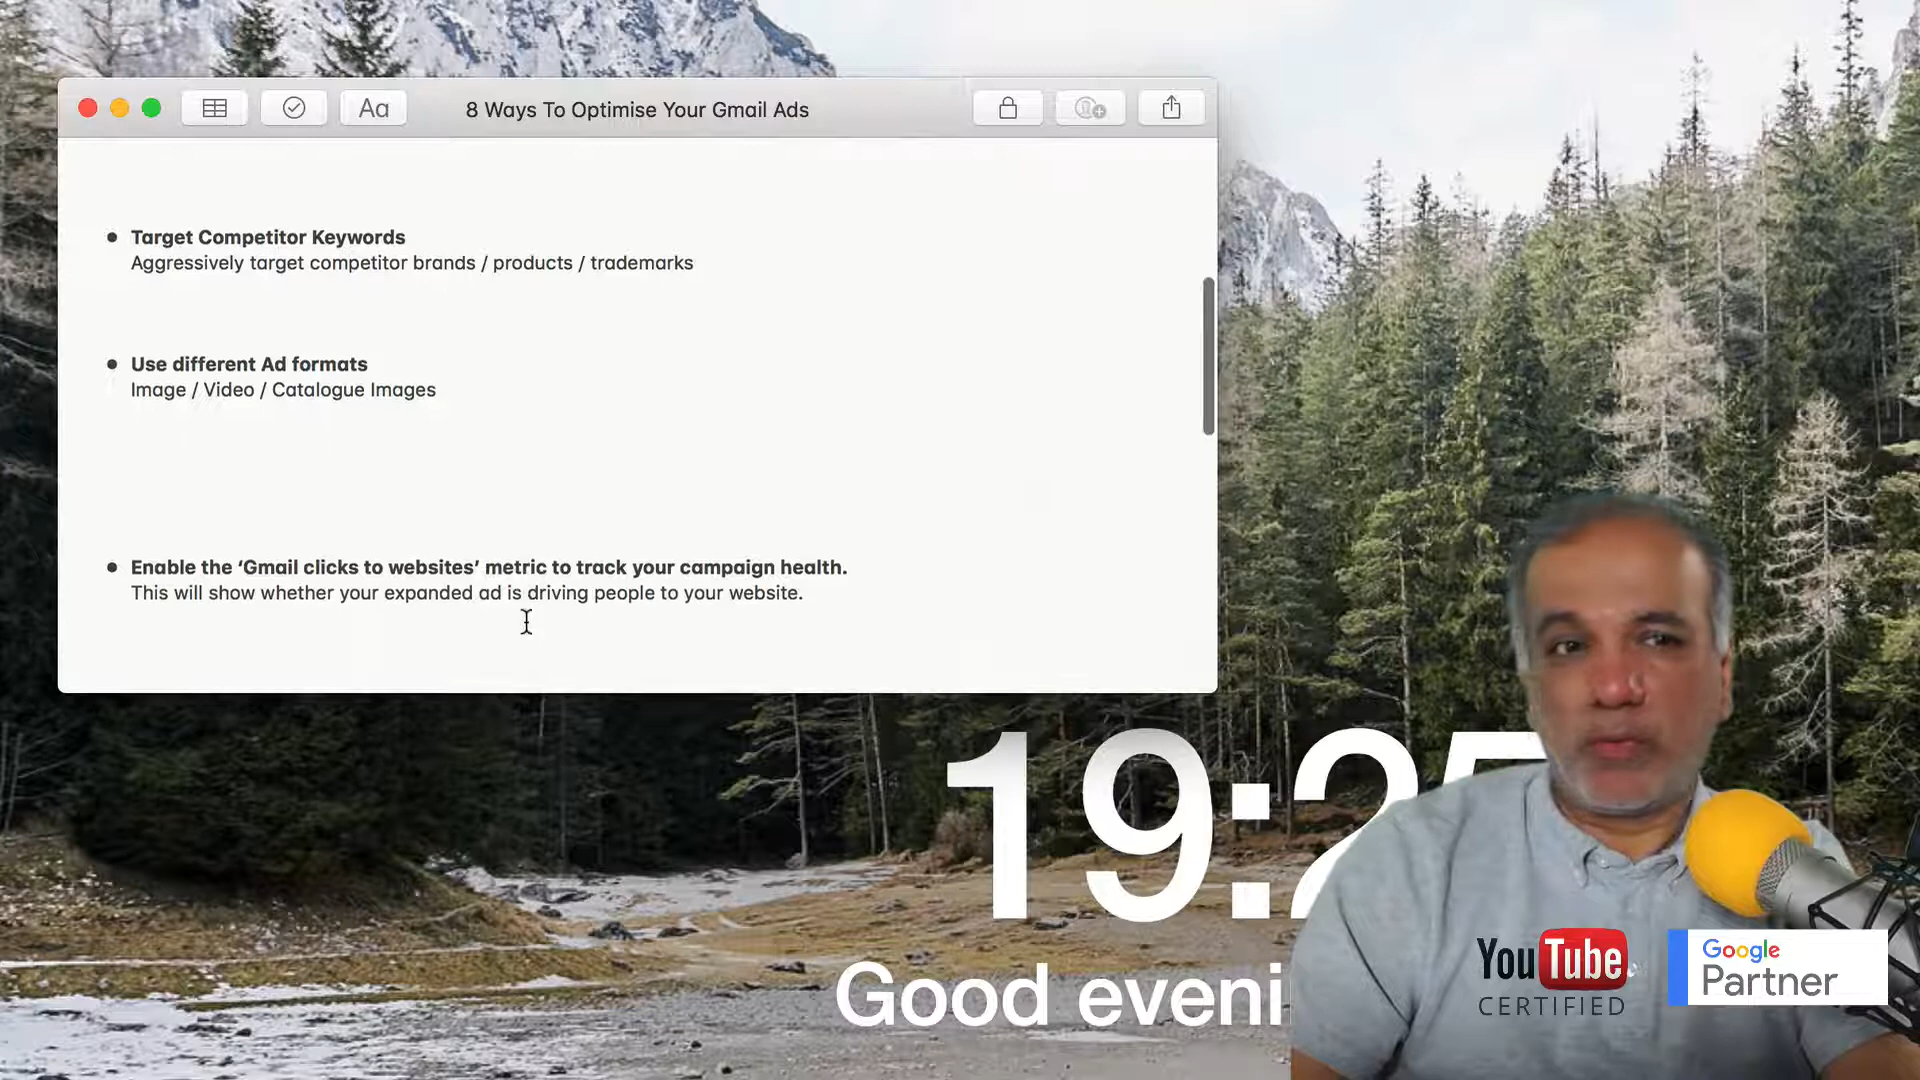 Aa
8 Ways To Optimise Your Gmail Ads
Target Competitor Keywords
Aggressively target competitor brands / products / trademarks
Use different Ad formats
Image / Video / Catalogue Images
Enable the ‘Gmail clicks to websites’ metric to track your campaign health.
This will show whether your expanded ad is driving people to your website.
19:25
Good eveni
YouTube
CERTIFIED
Google
Partner